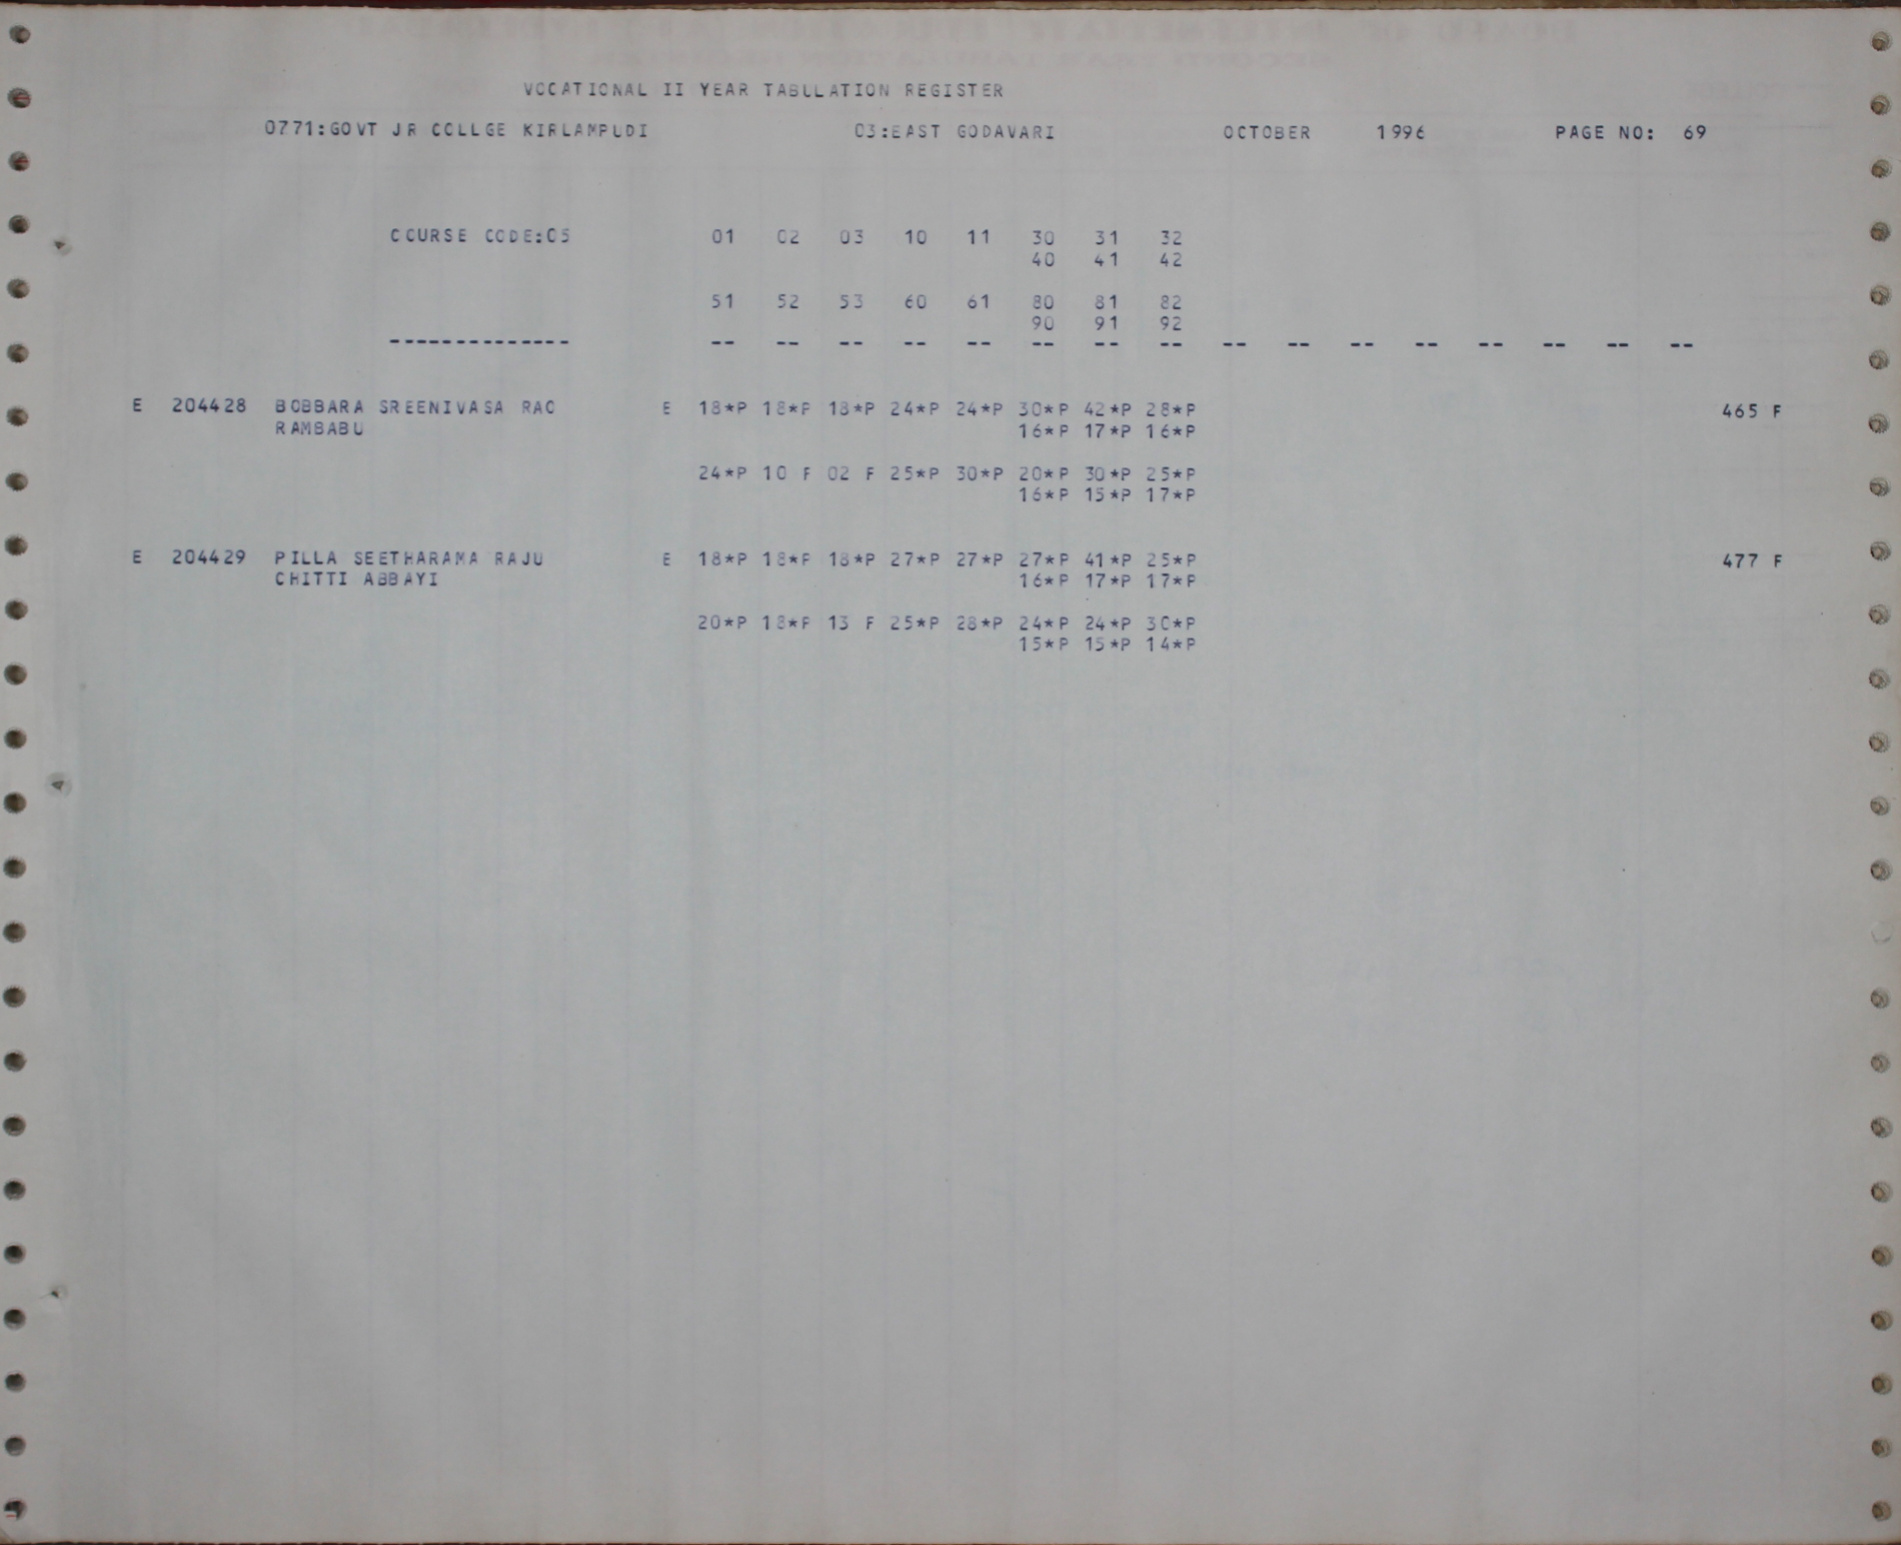 VOCATIONAL II YEAR TABULATION REGISTER
0771:GOVT JR COLLGE KIRLAMPUDI 03:EAST GODAVARI OCTOBER 1996 PAGE NO: 69
COURSE CODE:05 01 02 03 10 11 30 31 32
40 41 42
51 52 53 60 61 80 81 82
90 91 92
-------------- -- -- -- -- -- -- -- -- -- -- -- -- -- -- -- --
E 204428 BOBBARA SREENIVASA RAO E 18*P 18*P 18*P 24*P 24*P 30*P 42*P 28*P 465 F
RAMBABU 16*P 17*P 16*P
24*P 10 F 02 F 25*P 30*P 20*P 30*P 25*P
16*P 15*P 17*P
E 204429 PILLA SEETHARAMA RAJU E 18*P 18*P 18*P 27*P 27*P 27*P 41*P 25*P 477 F
CHITTI ABBAYI 16*P 17*P 17*P
20*P 18*P 13 F 25*P 28*P 24*P 24*P 30*P
15*P 15*P 14*P